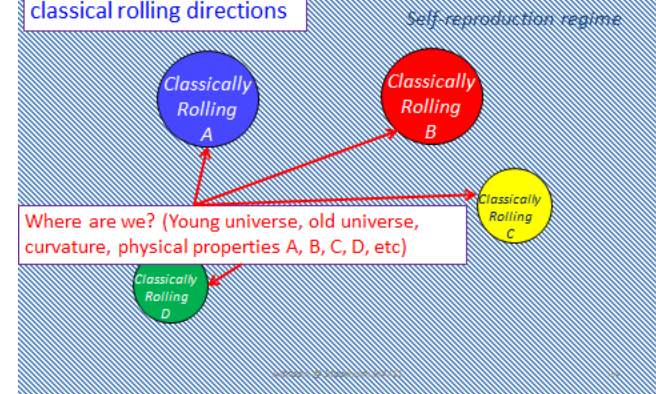 classical rolling directions
Self-reproduction regime
Classically
Rolling
A
Classically
Rolling
B
Classically
Rolling
C
Where are we? (Young universe, old universe,
curvature, physical properties A, B, C, D, etc)
Classically
Rolling
D